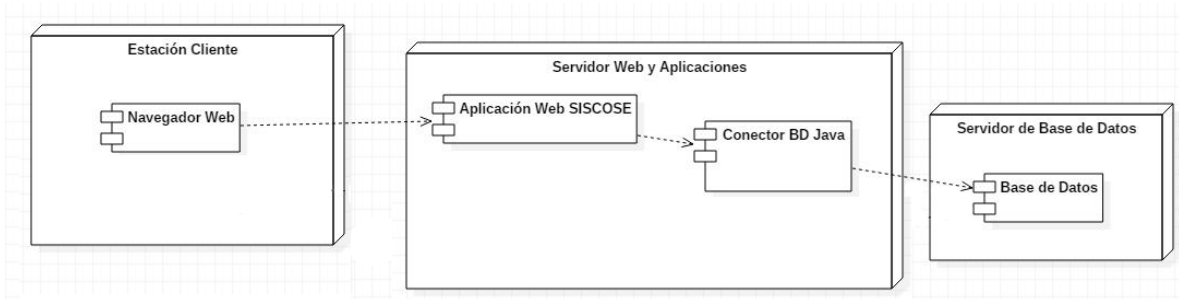 Estación Cliente
Navegador Web
Servidor Web y Aplicaciones
Aplicación Web SISCOSE
Conector BD Java
Servidor de Base de Datos
Base de Datos